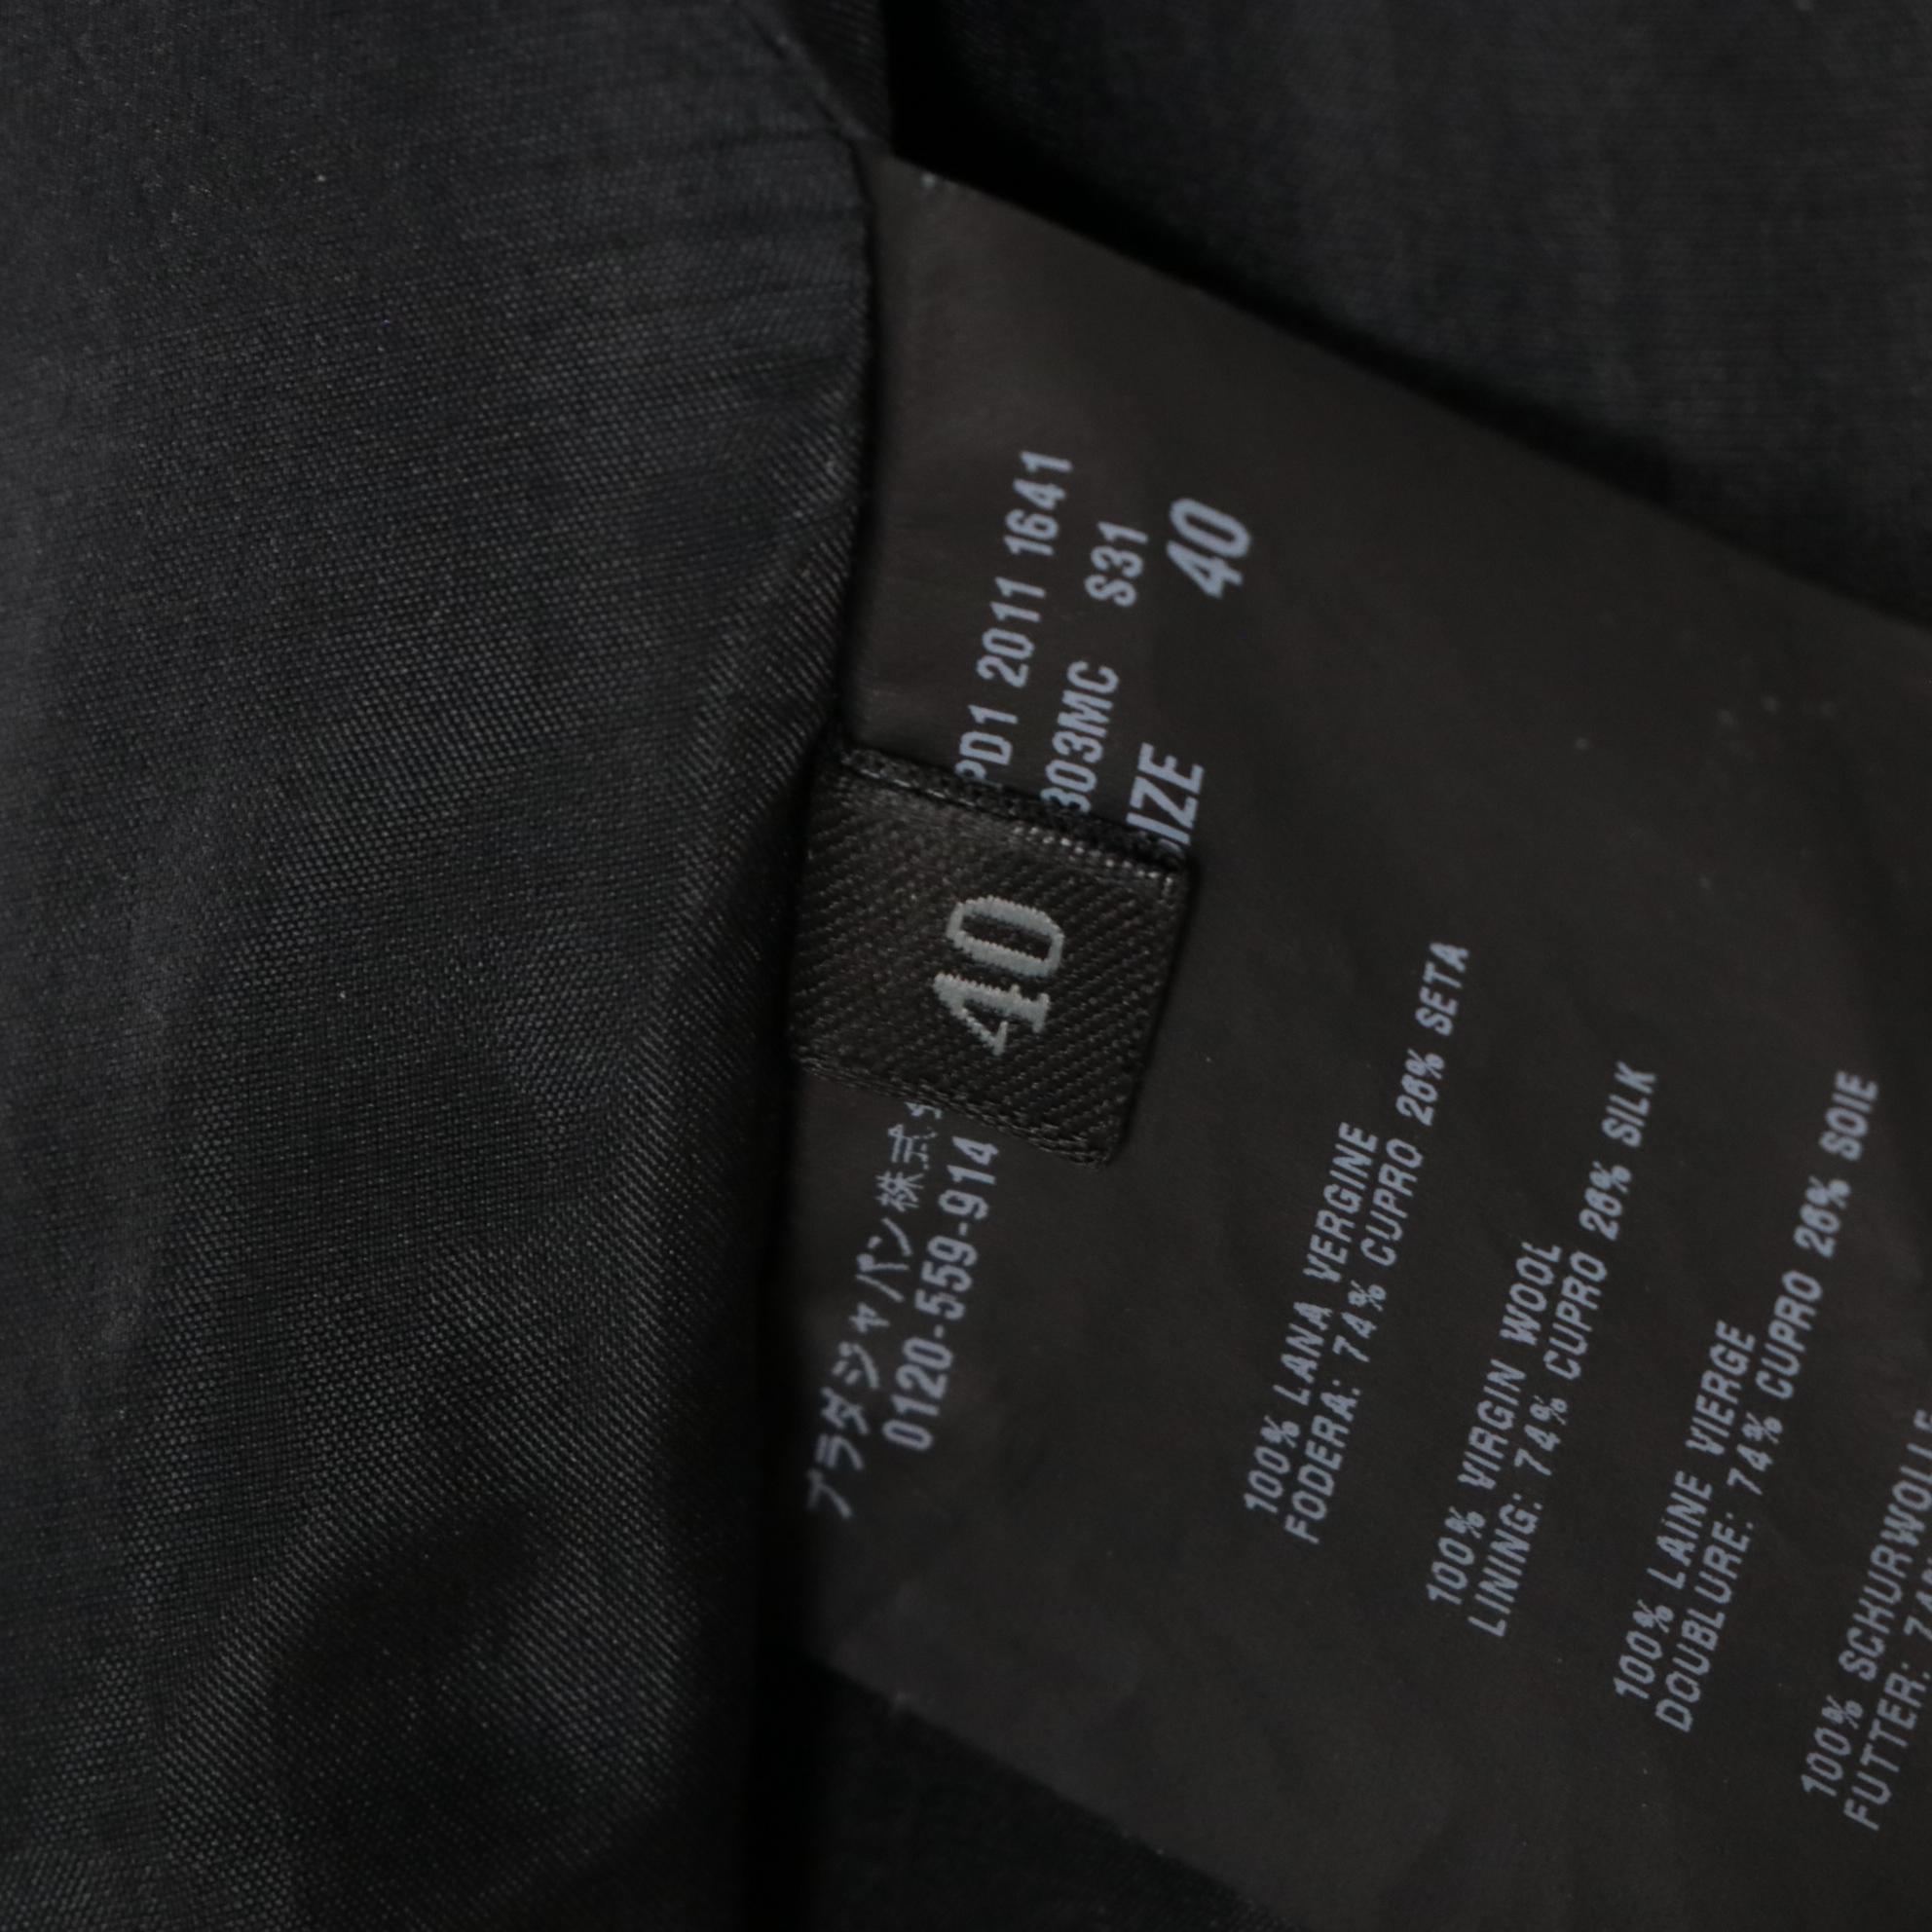 PD1 2011 1641
303MC S31
IZE 40
40
プラダジャパン株式
0120-559-914
100% LANA VERGINE
FODERA: 74% CUPRO 26% SETA
100% VIRGIN WOOL
LINING: 74% CUPRO 26% SILK
100% LAINE VIERGE
DOUBLURE: 74% CUPRO 26% SOIE
100% SCHURWOLLE
FUTTER: